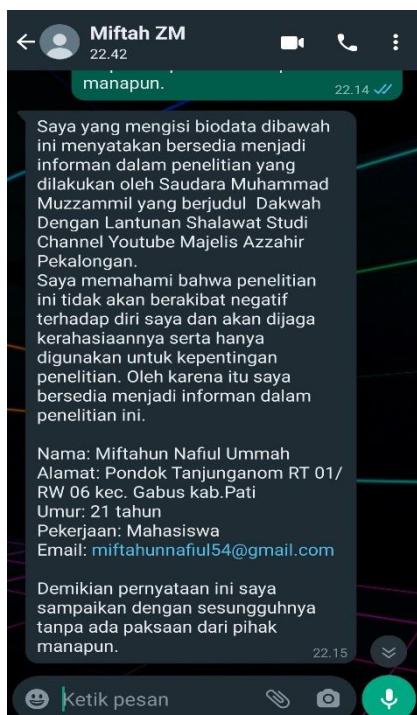 Miftah ZM
22.42
manapun.
22.14
Saya yang mengisi biodata dibawah
ini menyatakan bersedia menjadi
informan dalam penelitian yang
dilakukan oleh Saudara Muhammad
Muzzammil yang berjudul  Dakwah
Dengan Lantunan Shalawat Studi
Channel Youtube Majelis Azzahir
Pekalongan.
Saya memahami bahwa penelitian
ini tidak akan berakibat negatif
terhadap diri saya dan akan dijaga
kerahasiaannya serta hanya
digunakan untuk kepentingan
penelitian. Oleh karena itu saya
bersedia menjadi informan dalam
penelitian ini.
Nama: Miftahun Nafiul Ummah
Alamat: Pondok Tanjunganom RT 01/
RW 06 kec. Gabus kab.Pati
Umur: 21 tahun
Pekerjaan: Mahasiswa
Email: miftahunnafiul54@gmail.com
Demikian pernyataan ini saya
sampaikan dengan sesungguhnya
tanpa ada paksaan dari pihak
manapun.
22.15
Ketik pesan